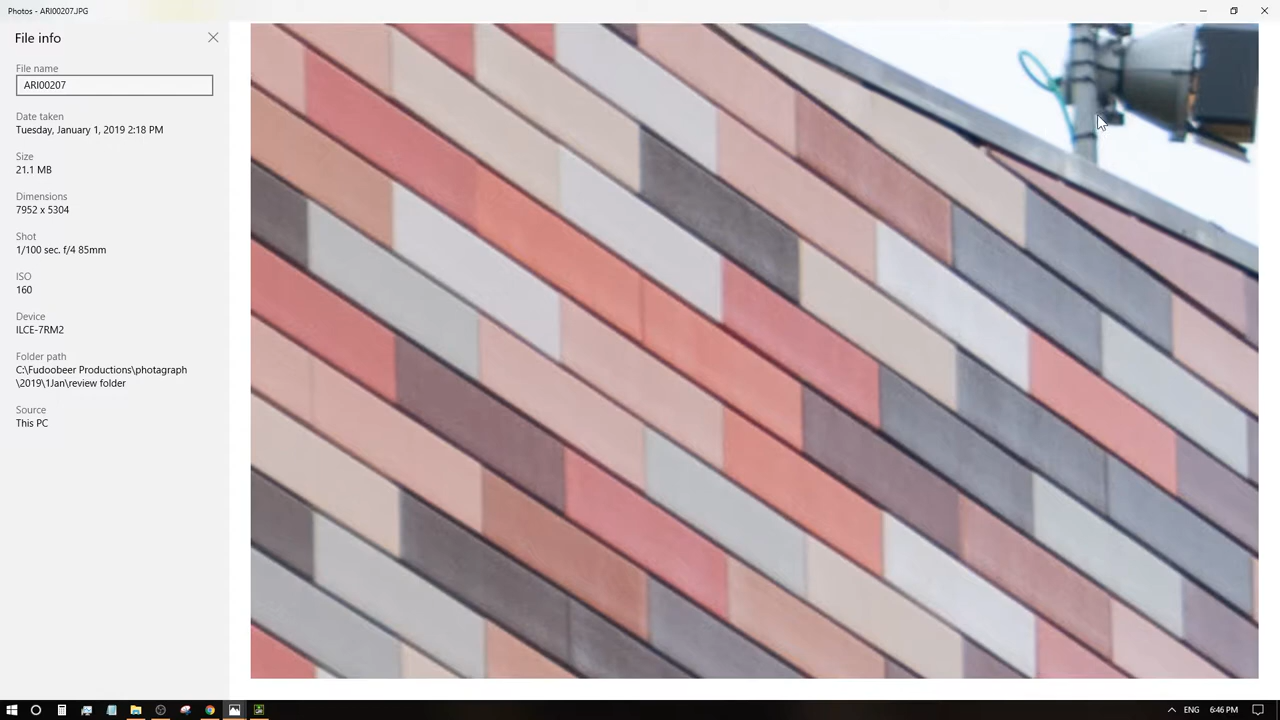 Photos - ARI00207.JPG
File info
File name
ARI00207
Date taken
Tuesday, January 1, 2019 2:18 PM
Size
21.1 MB
Dimensions
7952 x 5304
Shot
1/100 sec. f/4 85mm
ISO
160
Device
ILCE-7RM2
Folder path
C:\Fudoobeer Productions\photagraph
\2019\1Jan\review folder
Source
This PC
ENG 6:46 PM